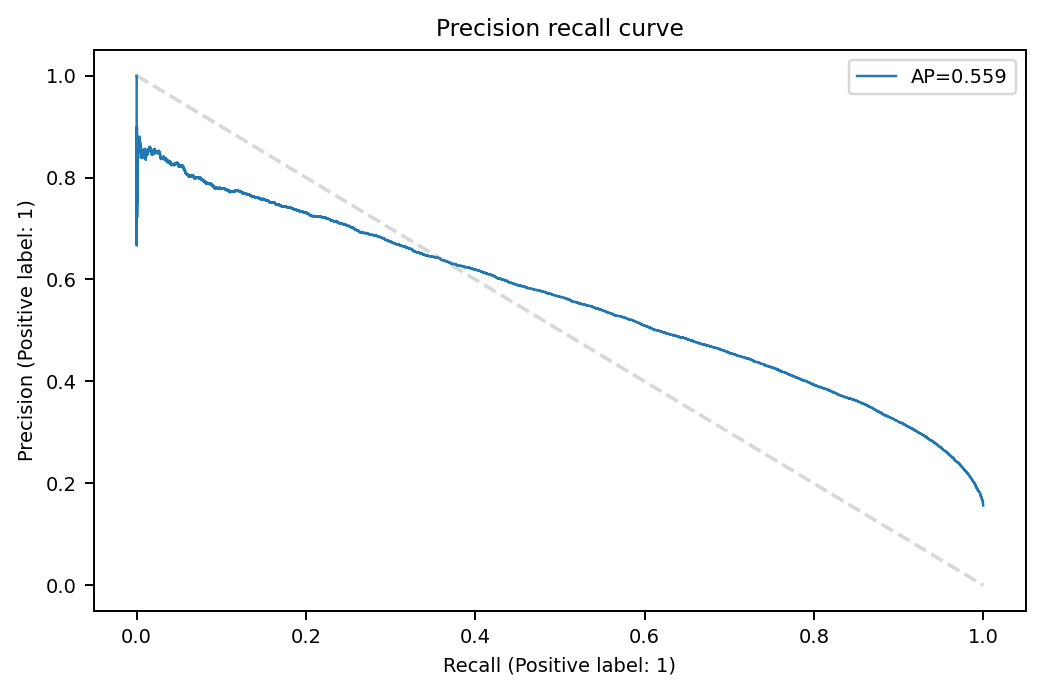 Precision recall curve
AP=0.559
Precision (Positive label: 1)
1.0
0.8
0.6
0.4
0.2
0.0
0.0 0.2 0.4 0.6 0.8 1.0
Recall (Positive label: 1)